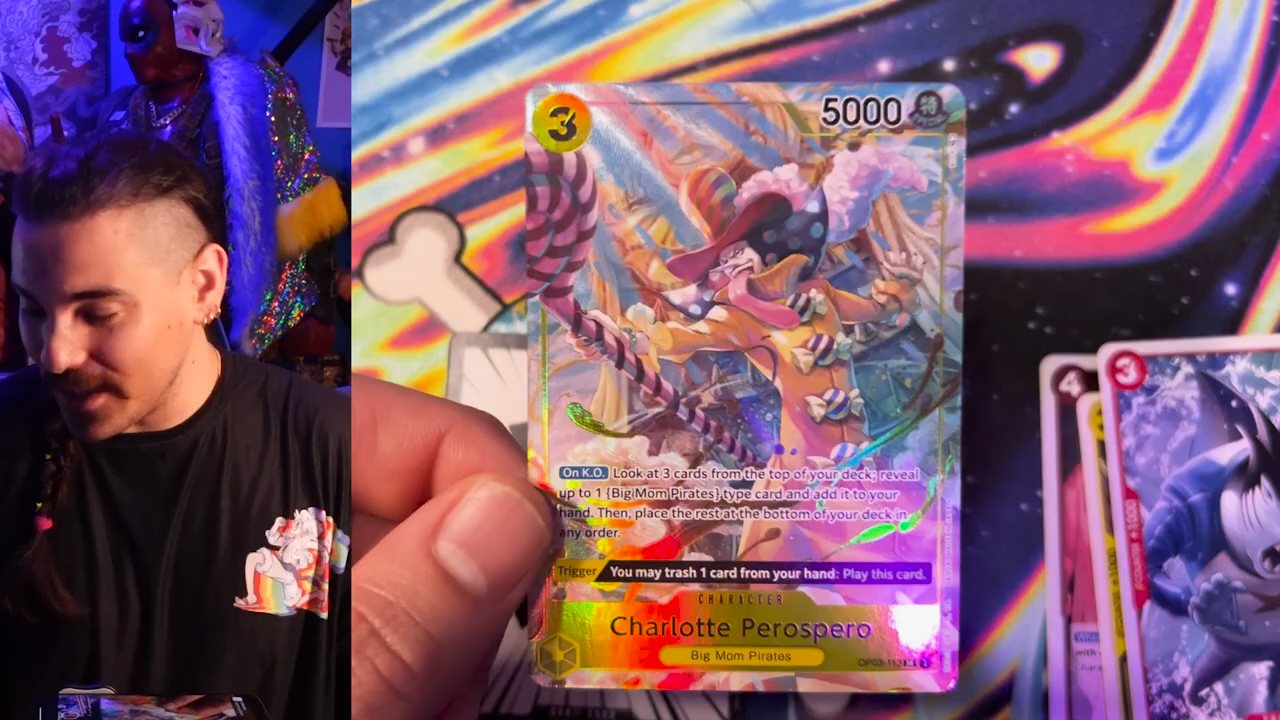 3
5000
特
On K.O. Look at 3 cards from the top of your deck; reveal
up to 1 {Big Mom Pirates} type card and add it to your
hand. Then, place the rest at the bottom of your deck in
any order.
Trigger You may trash 1 card from your hand: Play this card.
CHARACTER
Charlotte Perospero
Big Mom Pirates
OP03-113
4
3